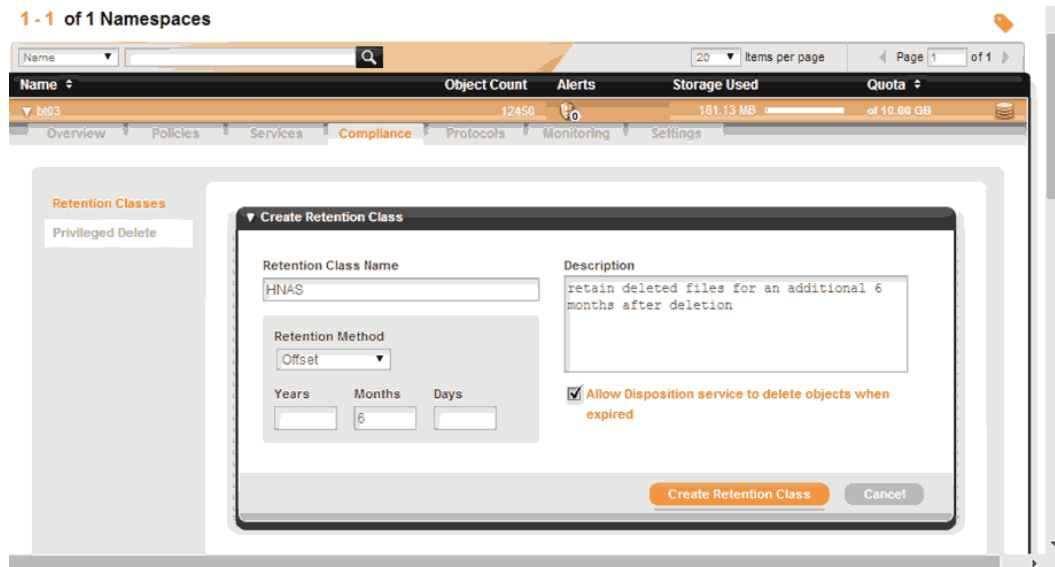 1 - 1 of 1 Namespaces
Name
20 Items per page Page 1 of 1
Name Object Count Alerts Storage Used Quota
bt03 12450 0 161.13 MB of 10.00 GB
Overview Policies Services Compliance Protocols Monitoring Settings
Retention Classes
Privileged Delete
Create Retention Class
Retention Class Name
HNAS
Retention Method
Offset
Years Months Days
6
Description
retain deleted files for an additional 6
months after deletion
Allow Disposition service to delete objects when
expired
Create Retention Class Cancel